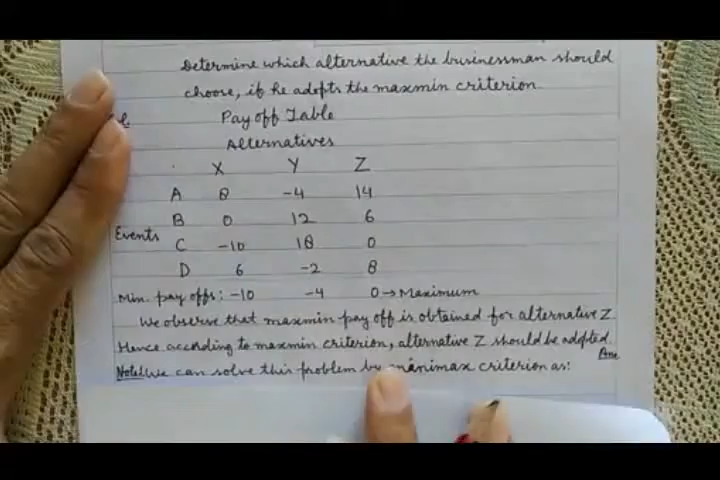 Determine which alternative the businessman should
choose, if he adopts the maxmin criterion.
Pay off Table
Alternatives
X Y Z
A 8 -4 14
B 0 12 6
Events
C -10 18 0
D 6 -2 8
Min. pay offs: -10 -4 0→Maximum
We observe that maxmin pay off is obtained for alternative Z.
Hence according to maxmin criterion, alternative Z should be adopted.
Ans
Note: We can solve this problem by minimax criterion as: